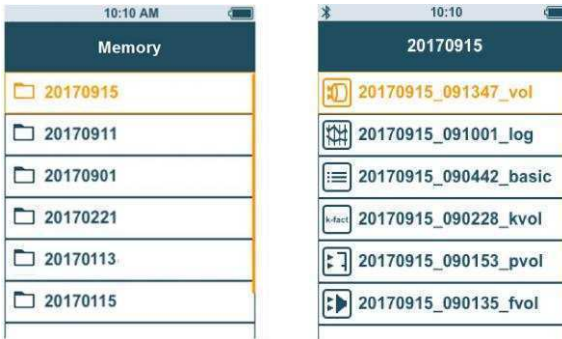 10:10 AM
Memory
20170915
20170911
20170901
20170221
20170113
20170115
10:10
20170915
20170915_091347_vol
20170915_091001_log
20170915_090442_basic
k-fact
20170915_090228_kvol
20170915_090153_pvol
20170915_090135_fvol